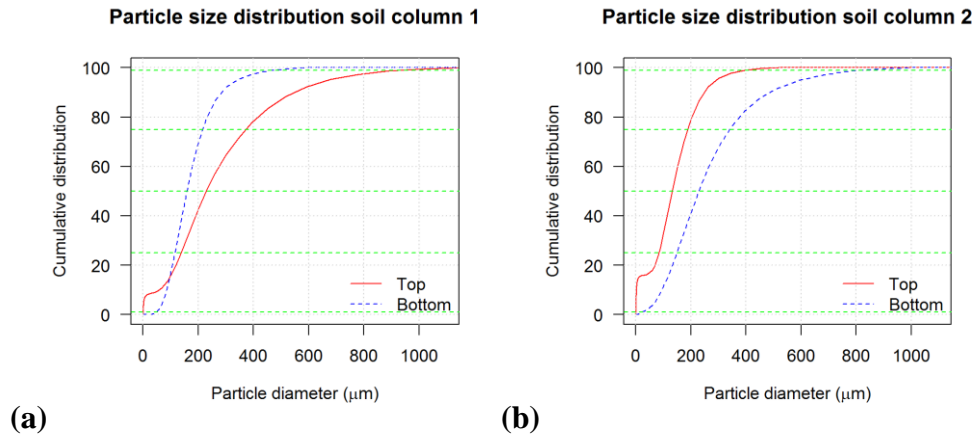 Particle size distribution soil column 1
Cumulative distribution
100
80
60
40
20
0
Top
Bottom
0 200 400 600 800 1000
Particle diameter (μm)
(a)
Particle size distribution soil column 2
Cumulative distribution
100
80
60
40
20
0
Top
Bottom
0 200 400 600 800 1000
Particle diameter (μm)
(b)